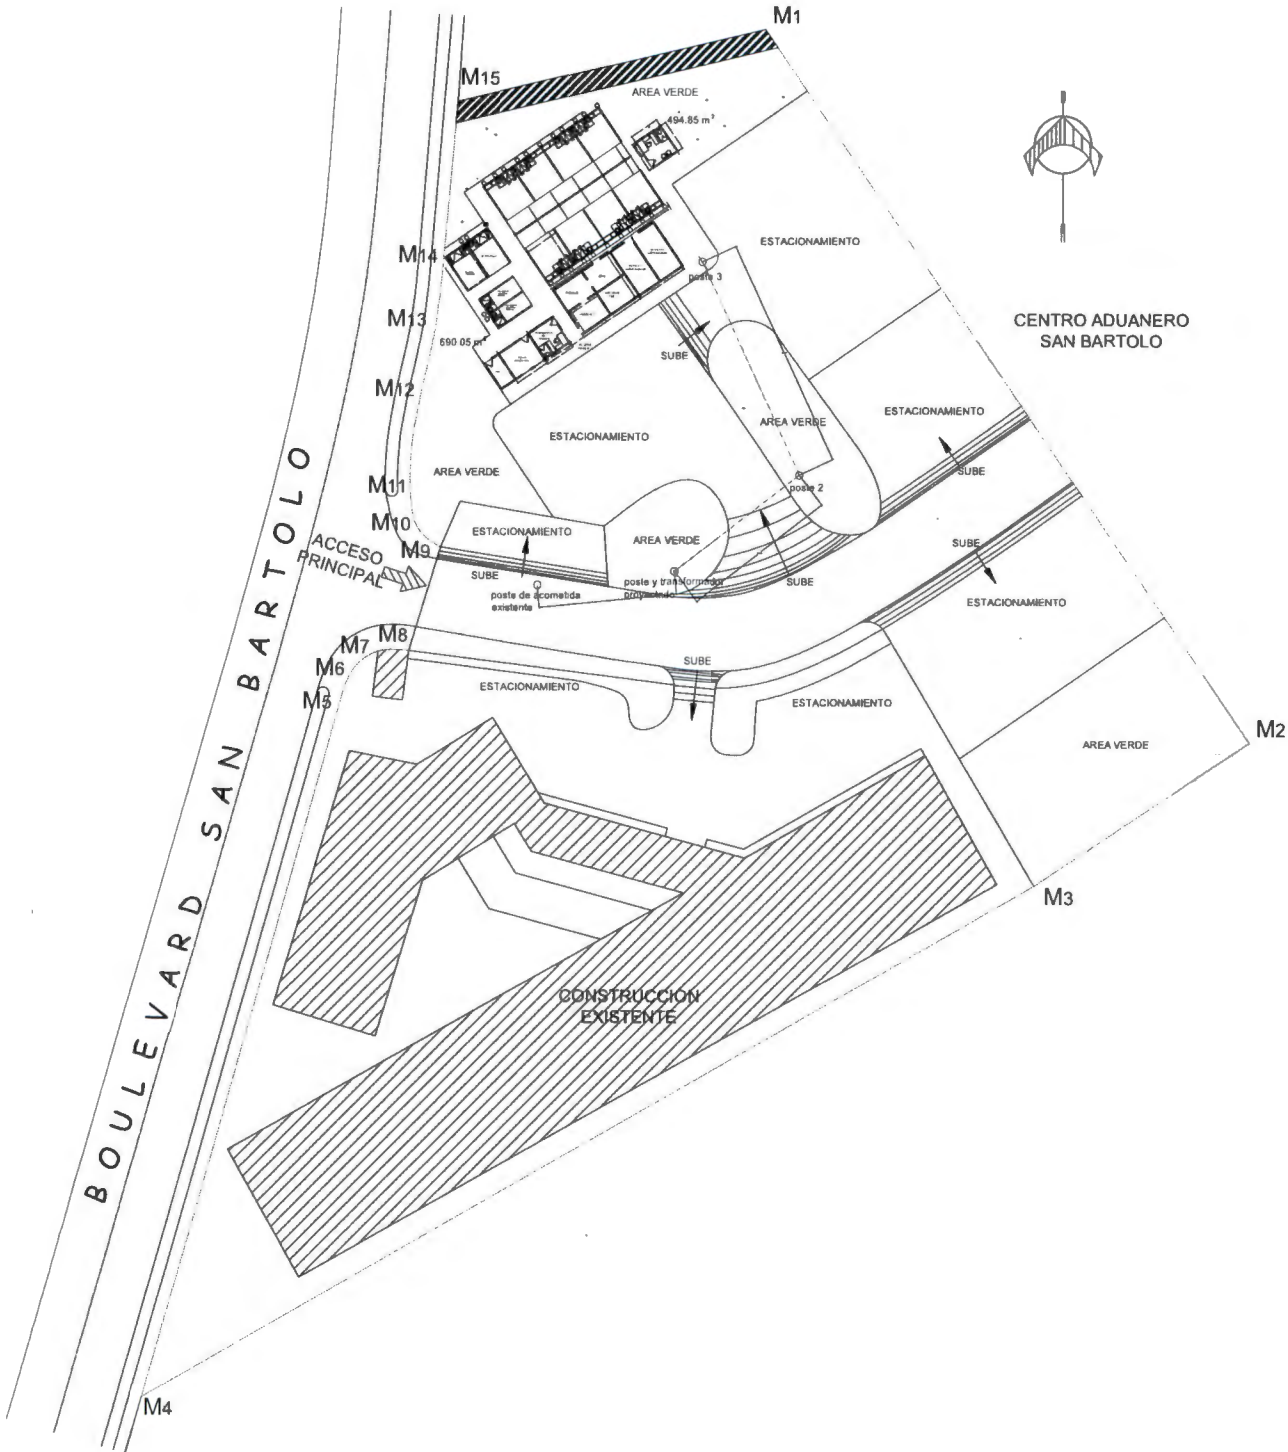 M1
M15
AREA VERDE
494.85 m²
ESTACIONAMIENTO
M14
poste 3
CENTRO ADUANERO
SAN BARTOLO
M13
690.05 m²
SUBE
M12
ESTACIONAMIENTO
AREA VERDE
ESTACIONAMIENTO
SUBE
AREA VERDE
M11
poste 2
M10
ESTACIONAMIENTO
AREA VERDE
M9
ACCESO
PRINCIPAL
SUBE
SUBE
SUBE
poste de acometida
existente
poste y transformador
proyectado
ESTACIONAMIENTO
M8
M7
M6
M5
SUBE
ESTACIONAMIENTO
ESTACIONAMIENTO
M2
AREA VERDE
M3
BOULEVARD SAN BARTOLO
CONSTRUCCION
EXISTENTE
M4